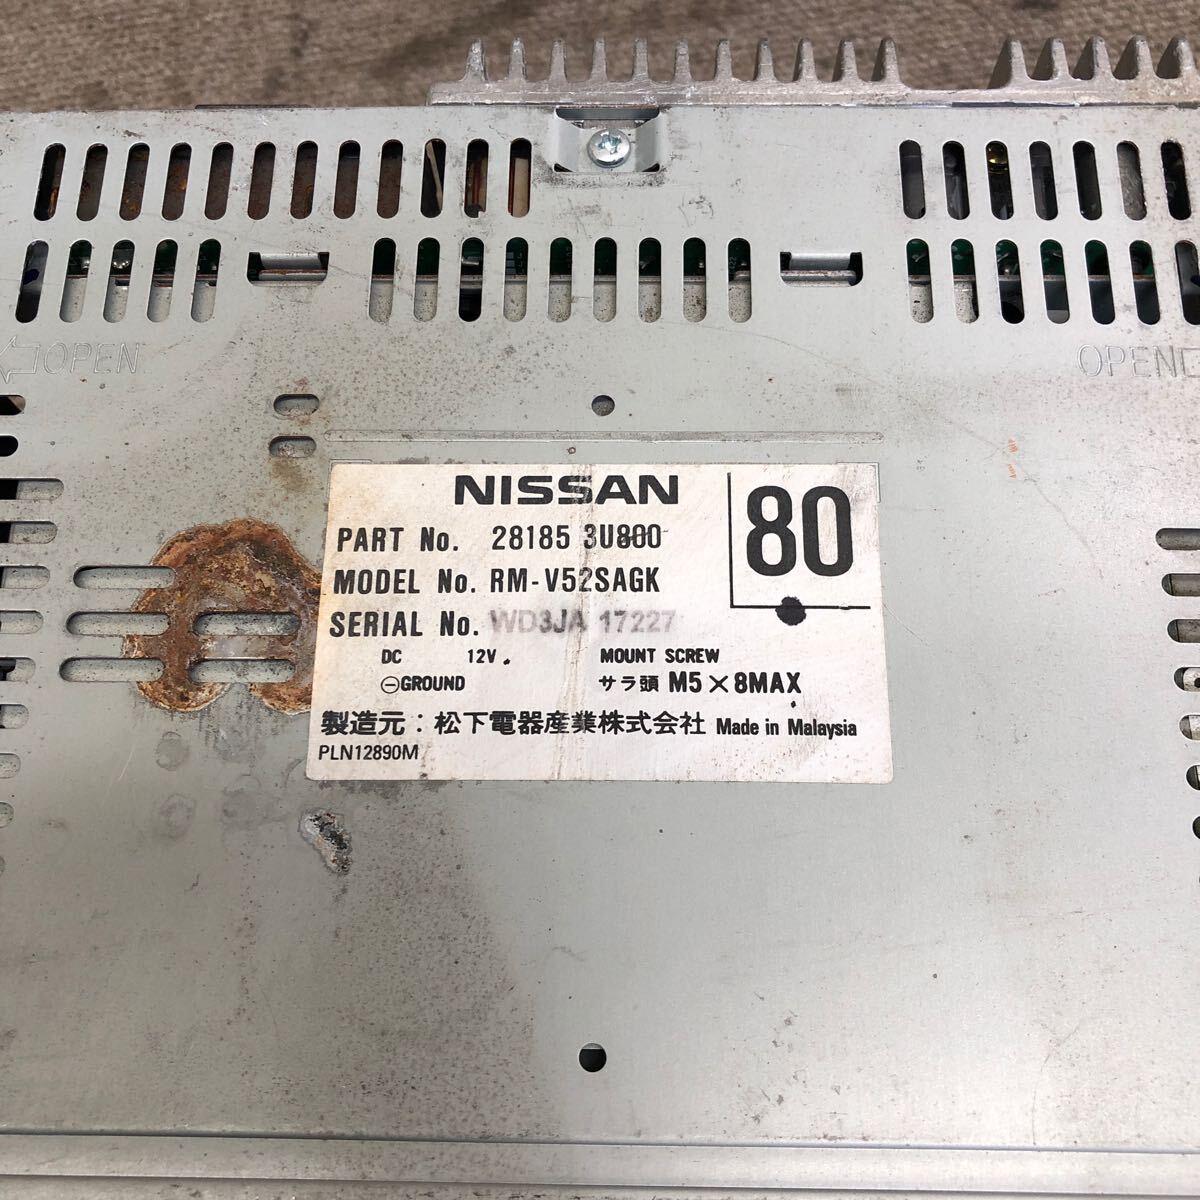 OPEN
OPEN
NISSAN
80
PART No. 28185 3U800
MODEL No. RM-V52SAGK
SERIAL No. WD3JA 17227
DC 12V.
MOUNT SCREW
⊖GROUND
サラ頭 M5×8MAX
製造元：松下電器産業株式会社 Made in Malaysia
PLN12890M